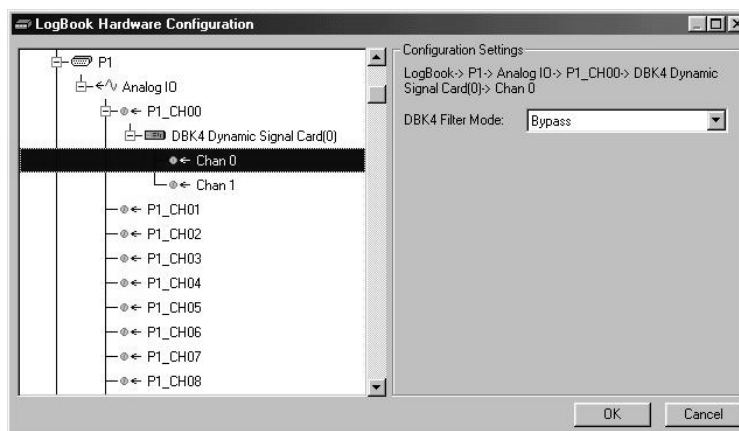 LogBook Hardware Configuration
P1
Analog IO
P1_CH00
DBK4 Dynamic Signal Card(0)
Chan 0
Chan 1
P1_CH01
P1_CH02
P1_CH03
P1_CH04
P1_CH05
P1_CH06
P1_CH07
P1_CH08
Configuration Settings
LogBook-> P1-> Analog IO-> P1_CH00-> DBK4 Dynamic
Signal Card(0)-> Chan 0
DBK4 Filter Mode: Bypass
OK Cancel